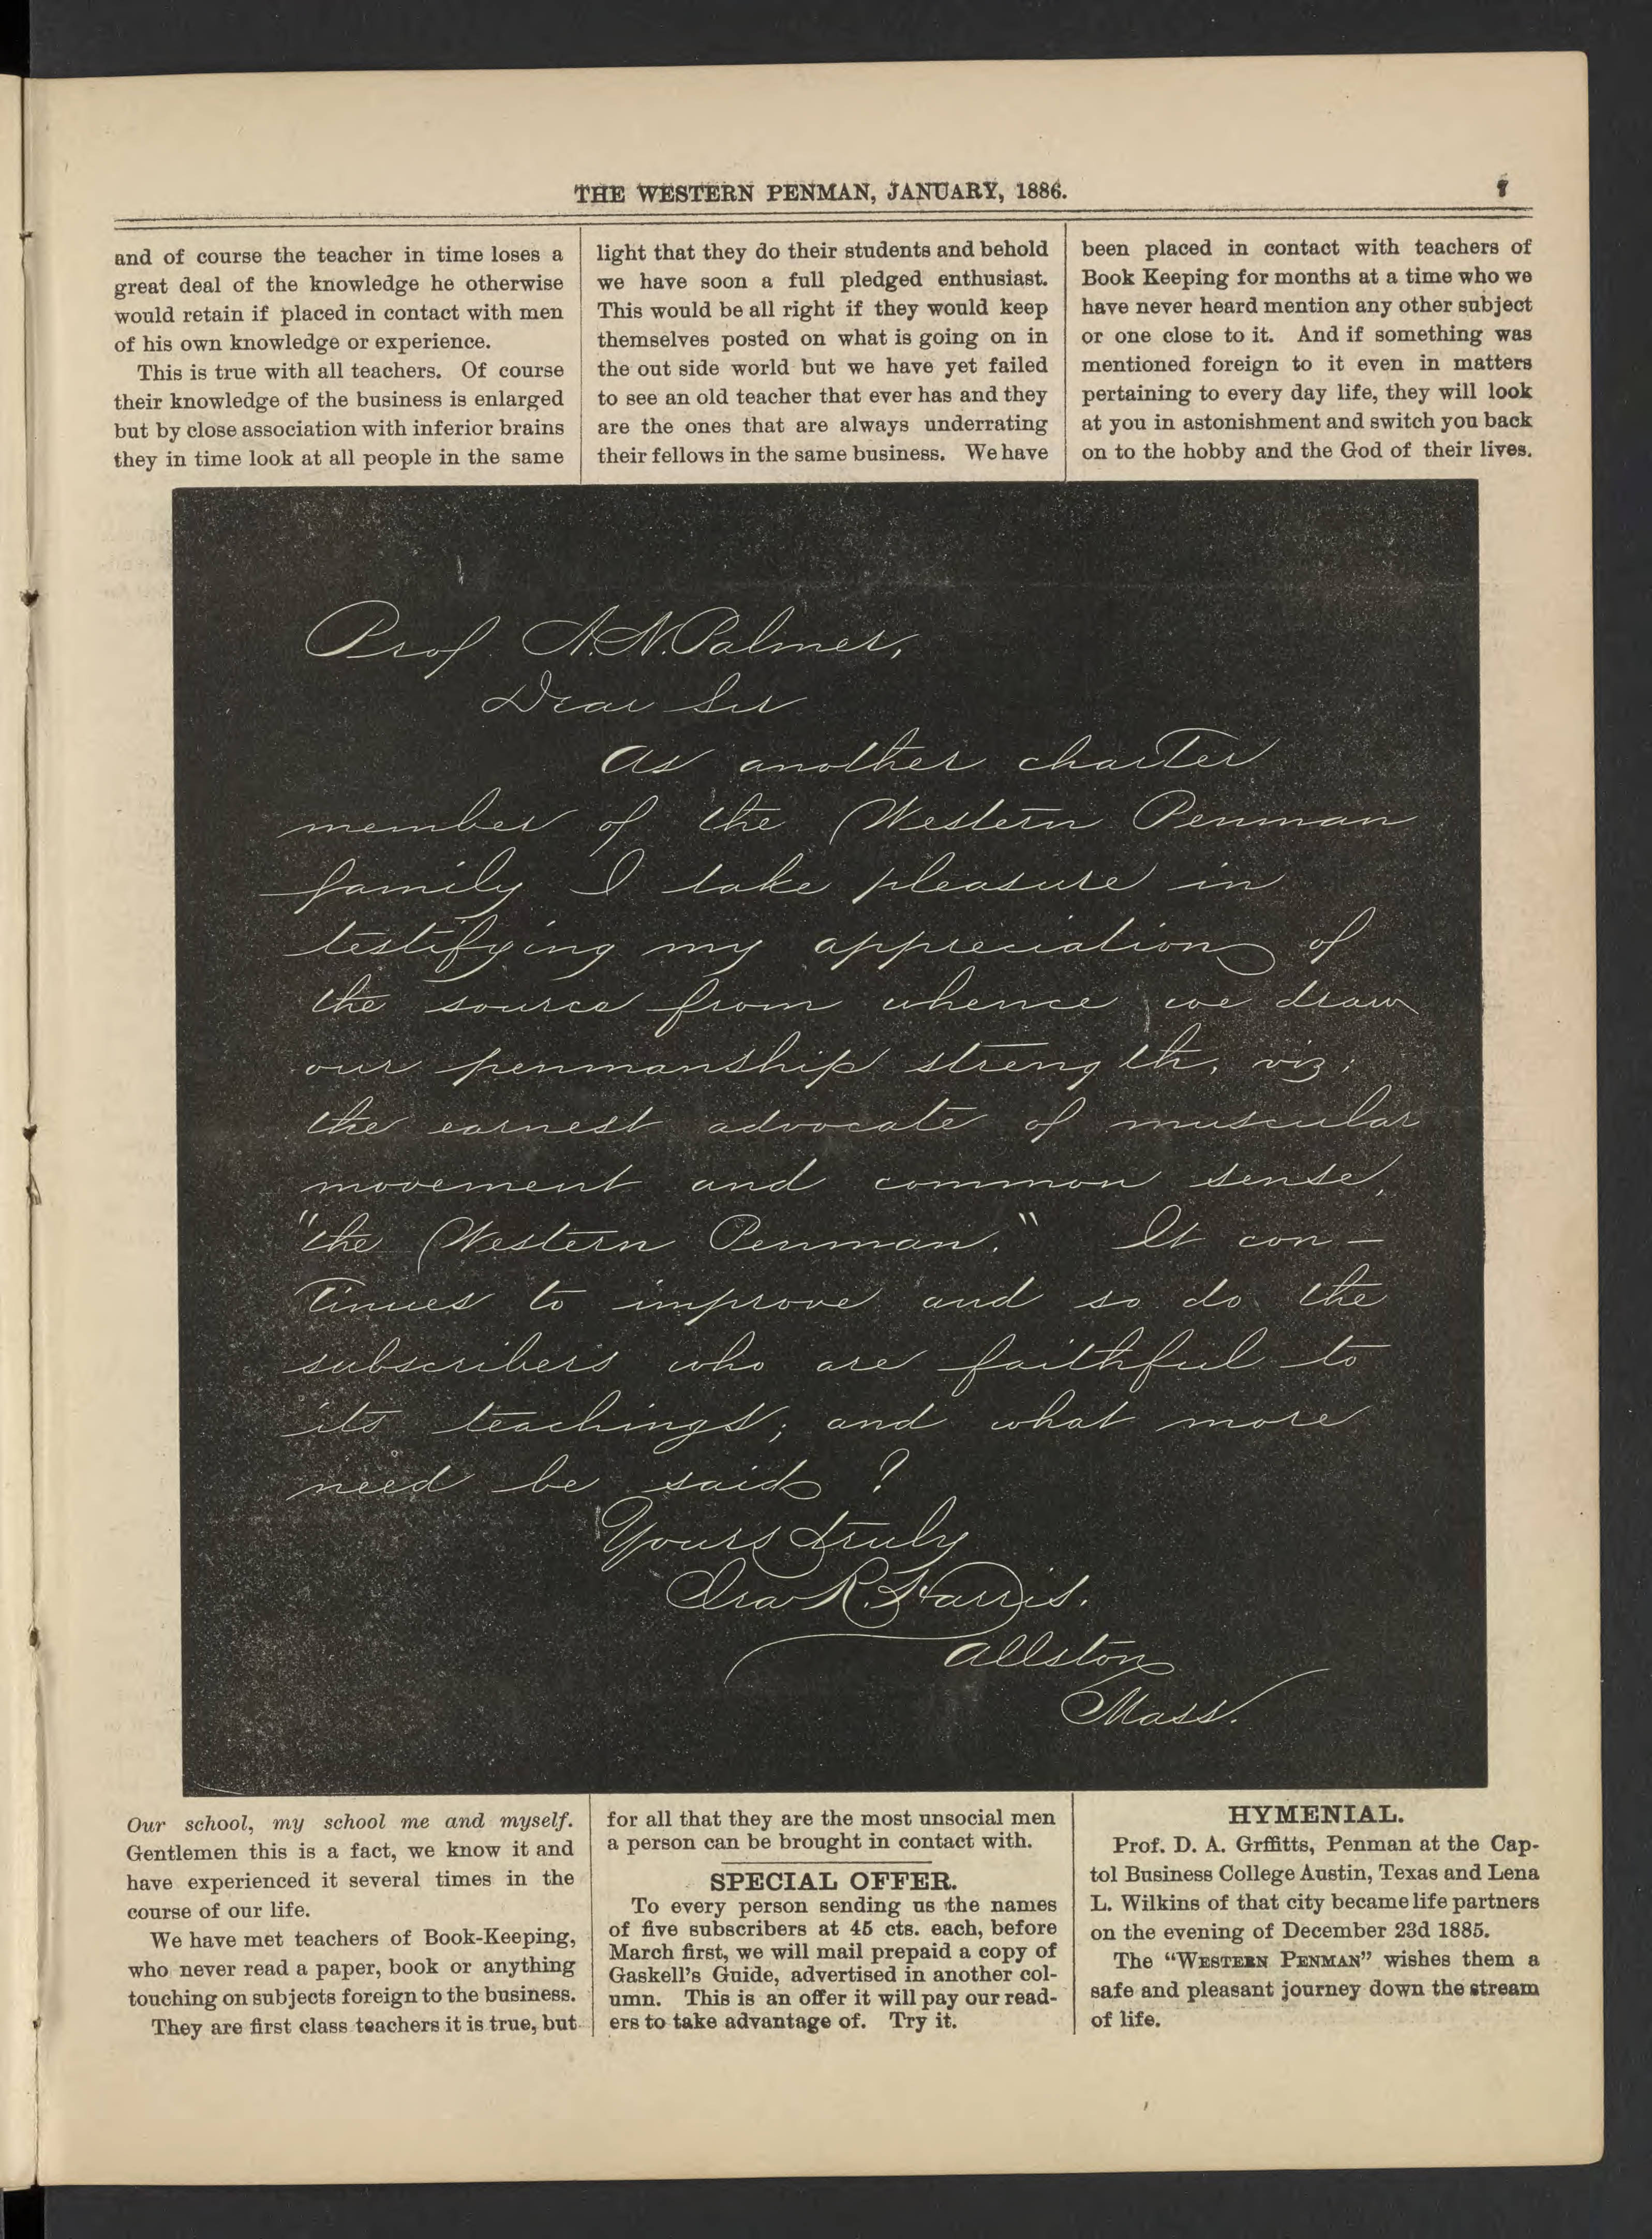 THE WESTERN PENMAN, JANUARY, 1886.
7
and of course the teacher in time loses a
great deal of the knowledge he otherwise
would retain if placed in contact with men
of his own knowledge or experience.
This is true with all teachers. Of course
their knowledge of the business is enlarged
but by close association with inferior brains
they in time look at all people in the same
light that they do their students and behold
we have soon a full pledged enthusiast.
This would be all right if they would keep
themselves posted on what is going on in
the out side world but we have yet failed
to see an old teacher that ever has and they
are the ones that are always underrating
their fellows in the same business. We have
been placed in contact with teachers of
Book Keeping for months at a time who we
have never heard mention any other subject
or one close to it. And if something was
mentioned foreign to it even in matters
pertaining to every day life, they will look
at you in astonishment and switch you back
on to the hobby and the God of their lives.
Prof. A. N. Palmer,
Dear Sir
As another charter
member of the Western Penman
family I take pleasure in
testifying my appreciation of
the source from whence we draw
our penmanship strength, viz;
the earnest advocate of muscular
movement and common sense,
"the Western Penman." It con-
tinues to improve and so do the
subscribers who are faithful to
its teachings; and what more
need be said?
Yours truly
Ira R. Harris.
Allston
Mass.
Our school, my school me and myself.
Gentlemen this is a fact, we know it and
have experienced it several times in the
course of our life.
We have met teachers of Book-Keeping,
who never read a paper, book or anything
touching on subjects foreign to the business.
They are first class teachers it is true, but
for all that they are the most unsocial men
a person can be brought in contact with.
SPECIAL OFFER.
To every person sending us the names
of five subscribers at 45 cts. each, before
March first, we will mail prepaid a copy of
Gaskell's Guide, advertised in another col-
umn. This is an offer it will pay our read-
ers to take advantage of. Try it.
HYMENIAL.
Prof. D. A. Grffitts, Penman at the Cap-
tol Business College Austin, Texas and Lena
L. Wilkins of that city became life partners
on the evening of December 23d 1885.
The "WESTERN PENMAN" wishes them a
safe and pleasant journey down the stream
of life.